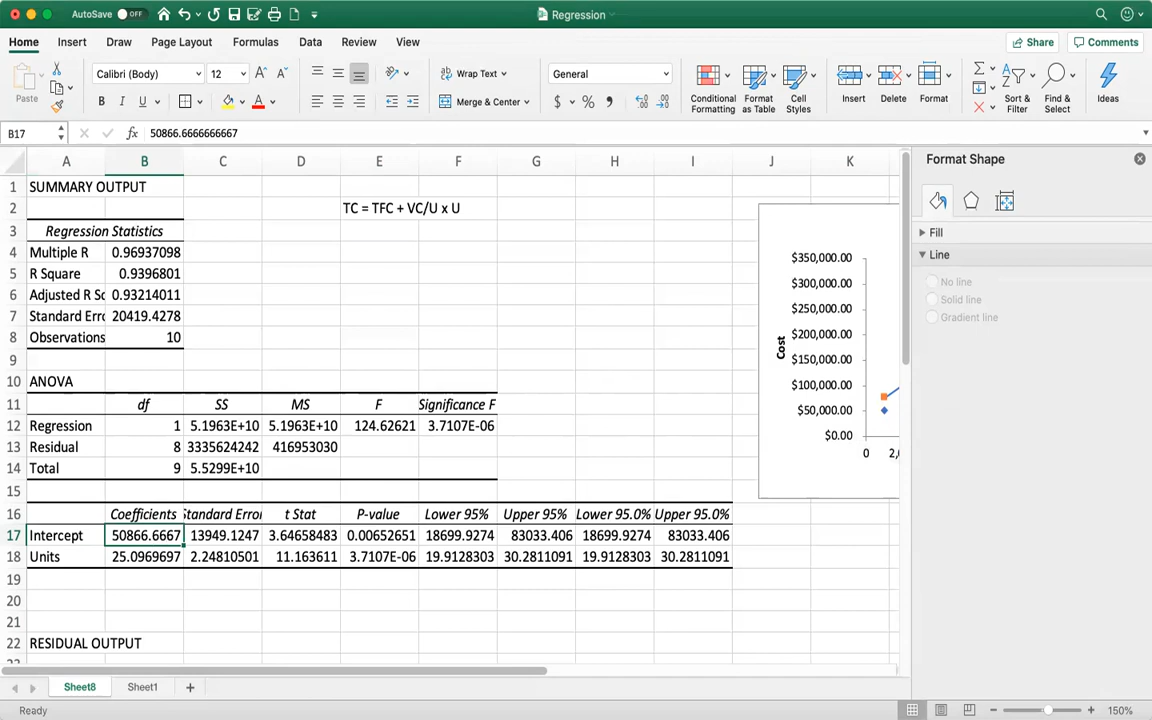 AutoSave OFF Regression
Home Insert Draw Page Layout Formulas Data Review View Share Comments
Paste Calibri (Body) 12 A A Wrap Text General Conditional Formatting Format as Table Cell Styles Insert Delete Format Sort & Filter Find & Select Ideas
B I U A Merge & Center $ % 9
B17 fx 50866.6666666667
A B C D E F G H I J K
Format Shape
1 SUMMARY OUTPUT
2 TC = TFC + VC/U x U
3 Regression Statistics
4 Multiple R 0.96937098
5 R Square 0.9396801
6 Adjusted R Sc 0.93214011
7 Standard Erro 20419.4278
8 Observations 10
9
10 ANOVA
11 df SS MS F Significance F
12 Regression 1 5.1963E+10 5.1963E+10 124.62621 3.7107E-06
13 Residual 8 3335624242 416953030
14 Total 9 5.5299E+10
15
16 Coefficients Standard Error t Stat P-value Lower 95% Upper 95% Lower 95.0% Upper 95.0%
17 Intercept 50866.6667 13949.1247 3.64658483 0.00652651 18699.9274 83033.406 18699.9274 83033.406
18 Units 25.0969697 2.24810501 11.163611 3.7107E-06 19.9128303 30.2811091 19.9128303 30.2811091
19
20
21
22 RESIDUAL OUTPUT
$350,000.00
$300,000.00
$250,000.00
$200,000.00
$150,000.00
$100,000.00
$50,000.00
$0.00
Cost
0 2,
Fill
Line
No line
Solid line
Gradient line
Sheet8 Sheet1 +
Ready 150%